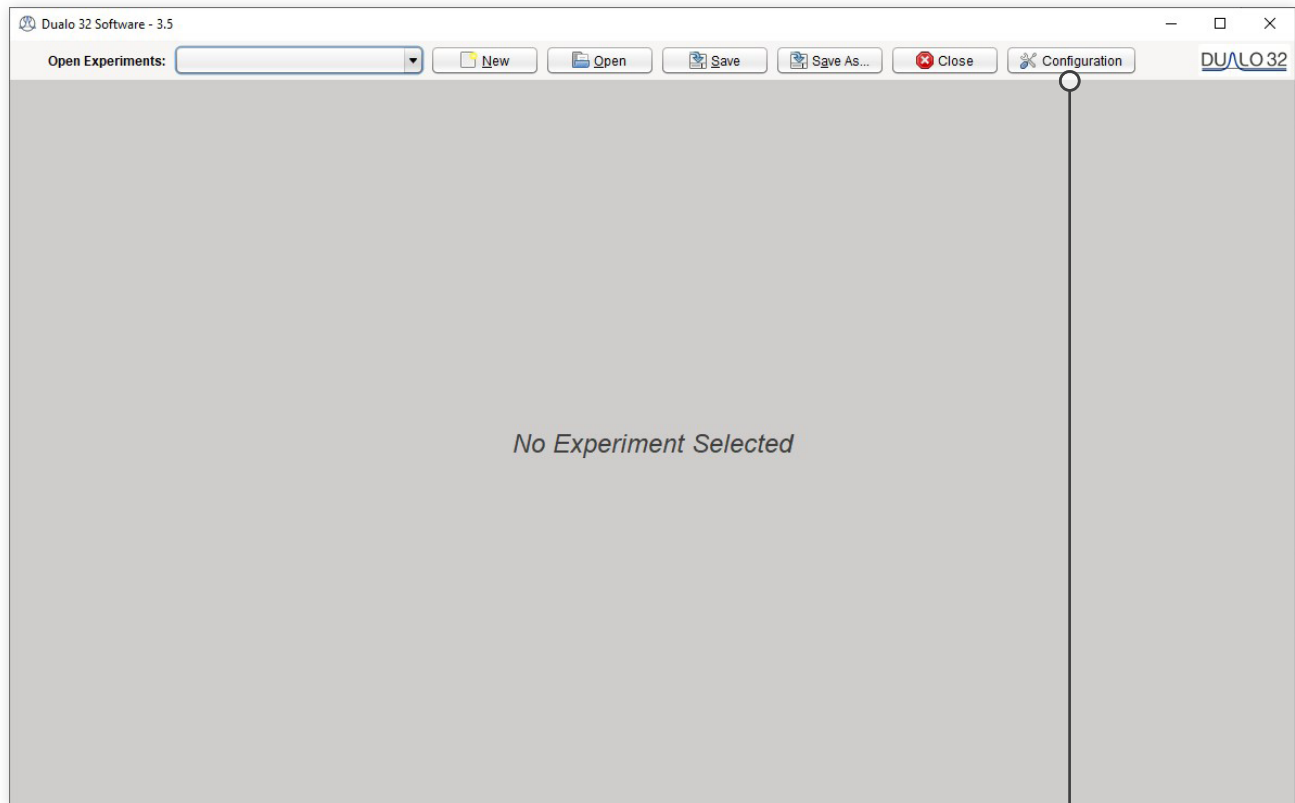 Dualo 32 Software - 3.5
Open Experiments: New Open Save Save As... Close Configuration DUALO 32
No Experiment Selected